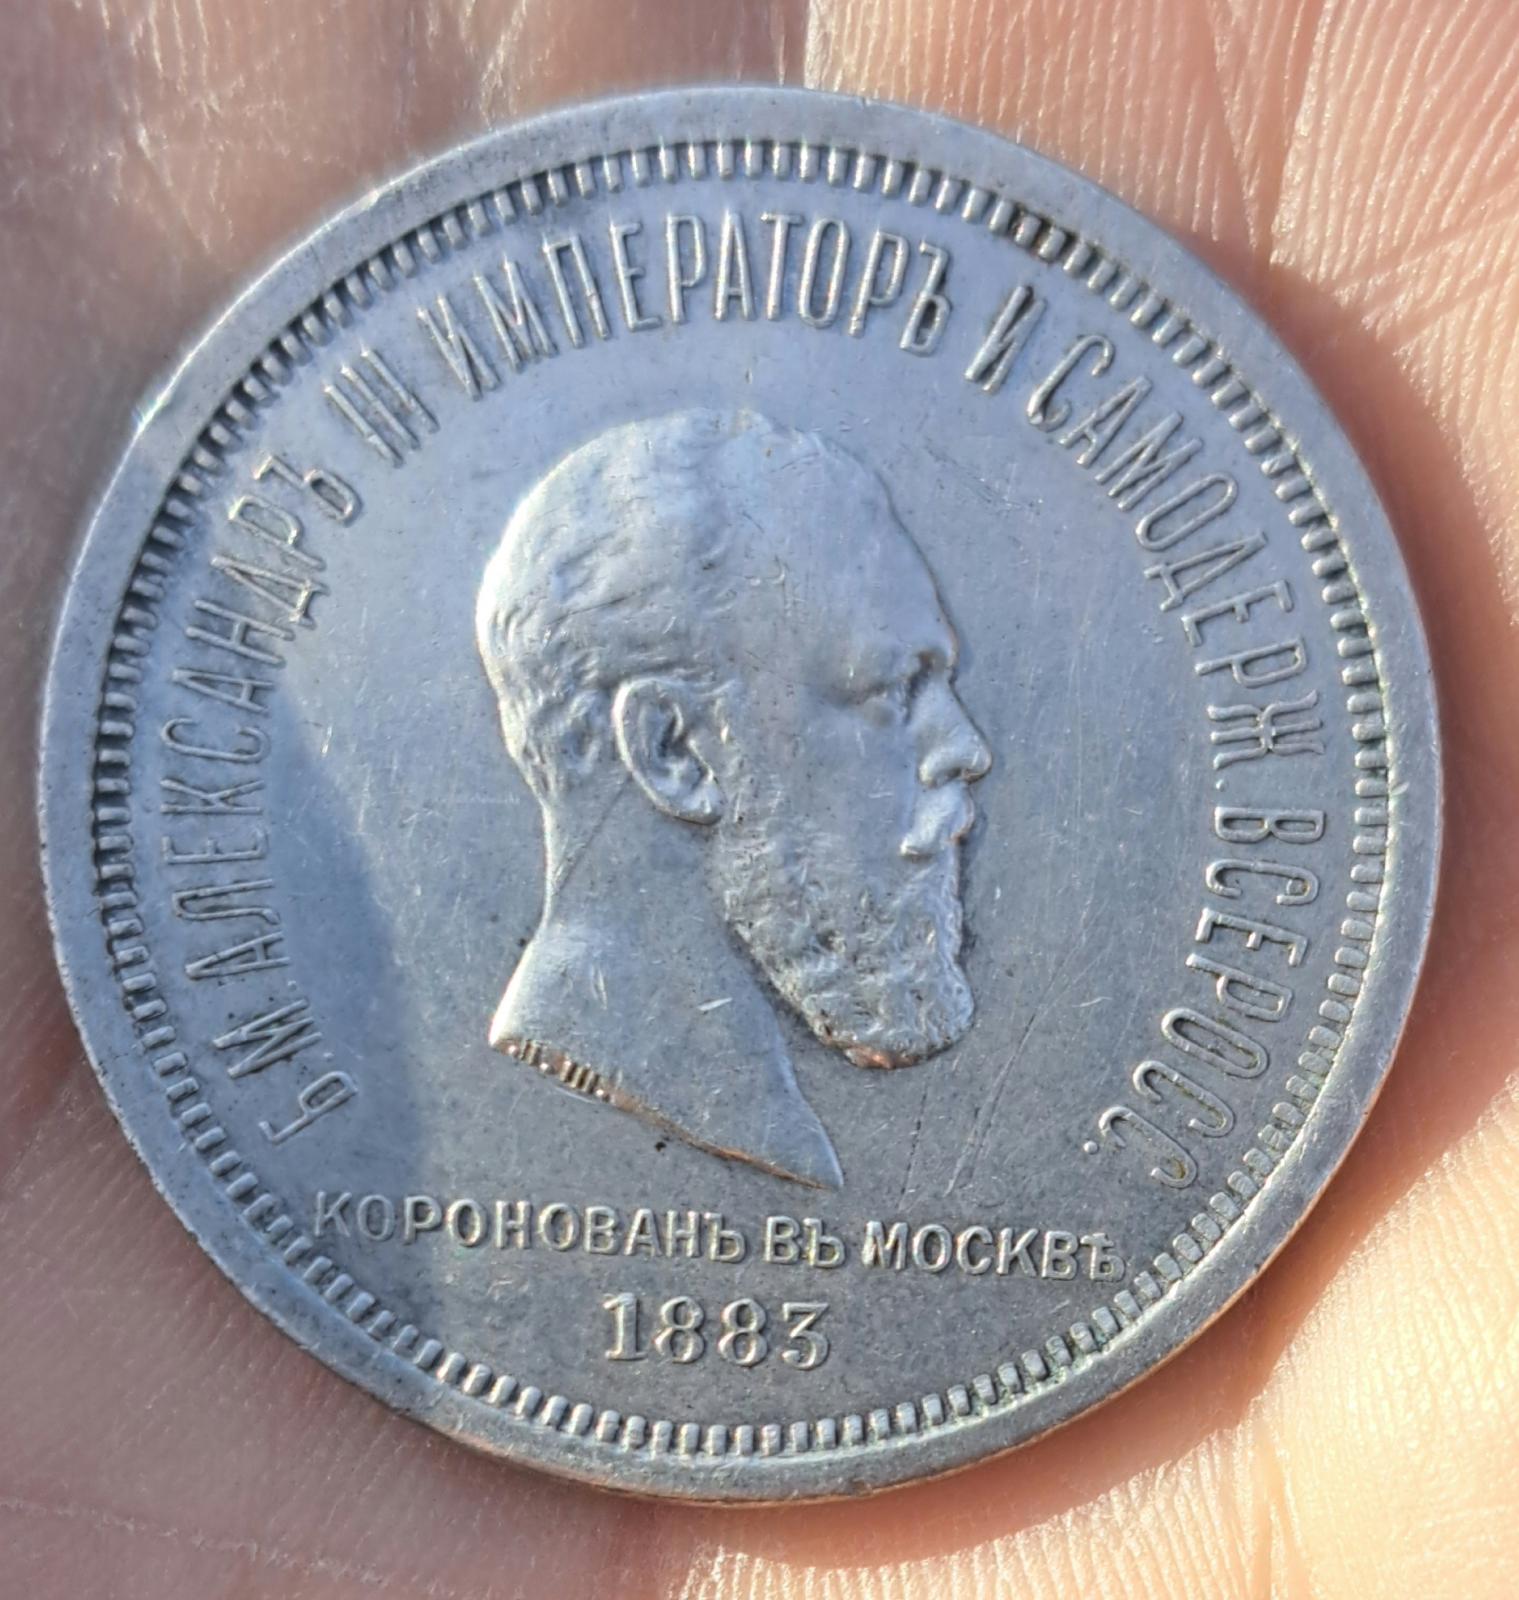 Б.М. АЛЕКСАНДРЪ III ИМПЕРАТОРЪ И САМОДЕРЖ. ВСЕРОСС.
Л.Ш.
КОРОНОВАНЪ ВЪ МОСКВѢ
1883